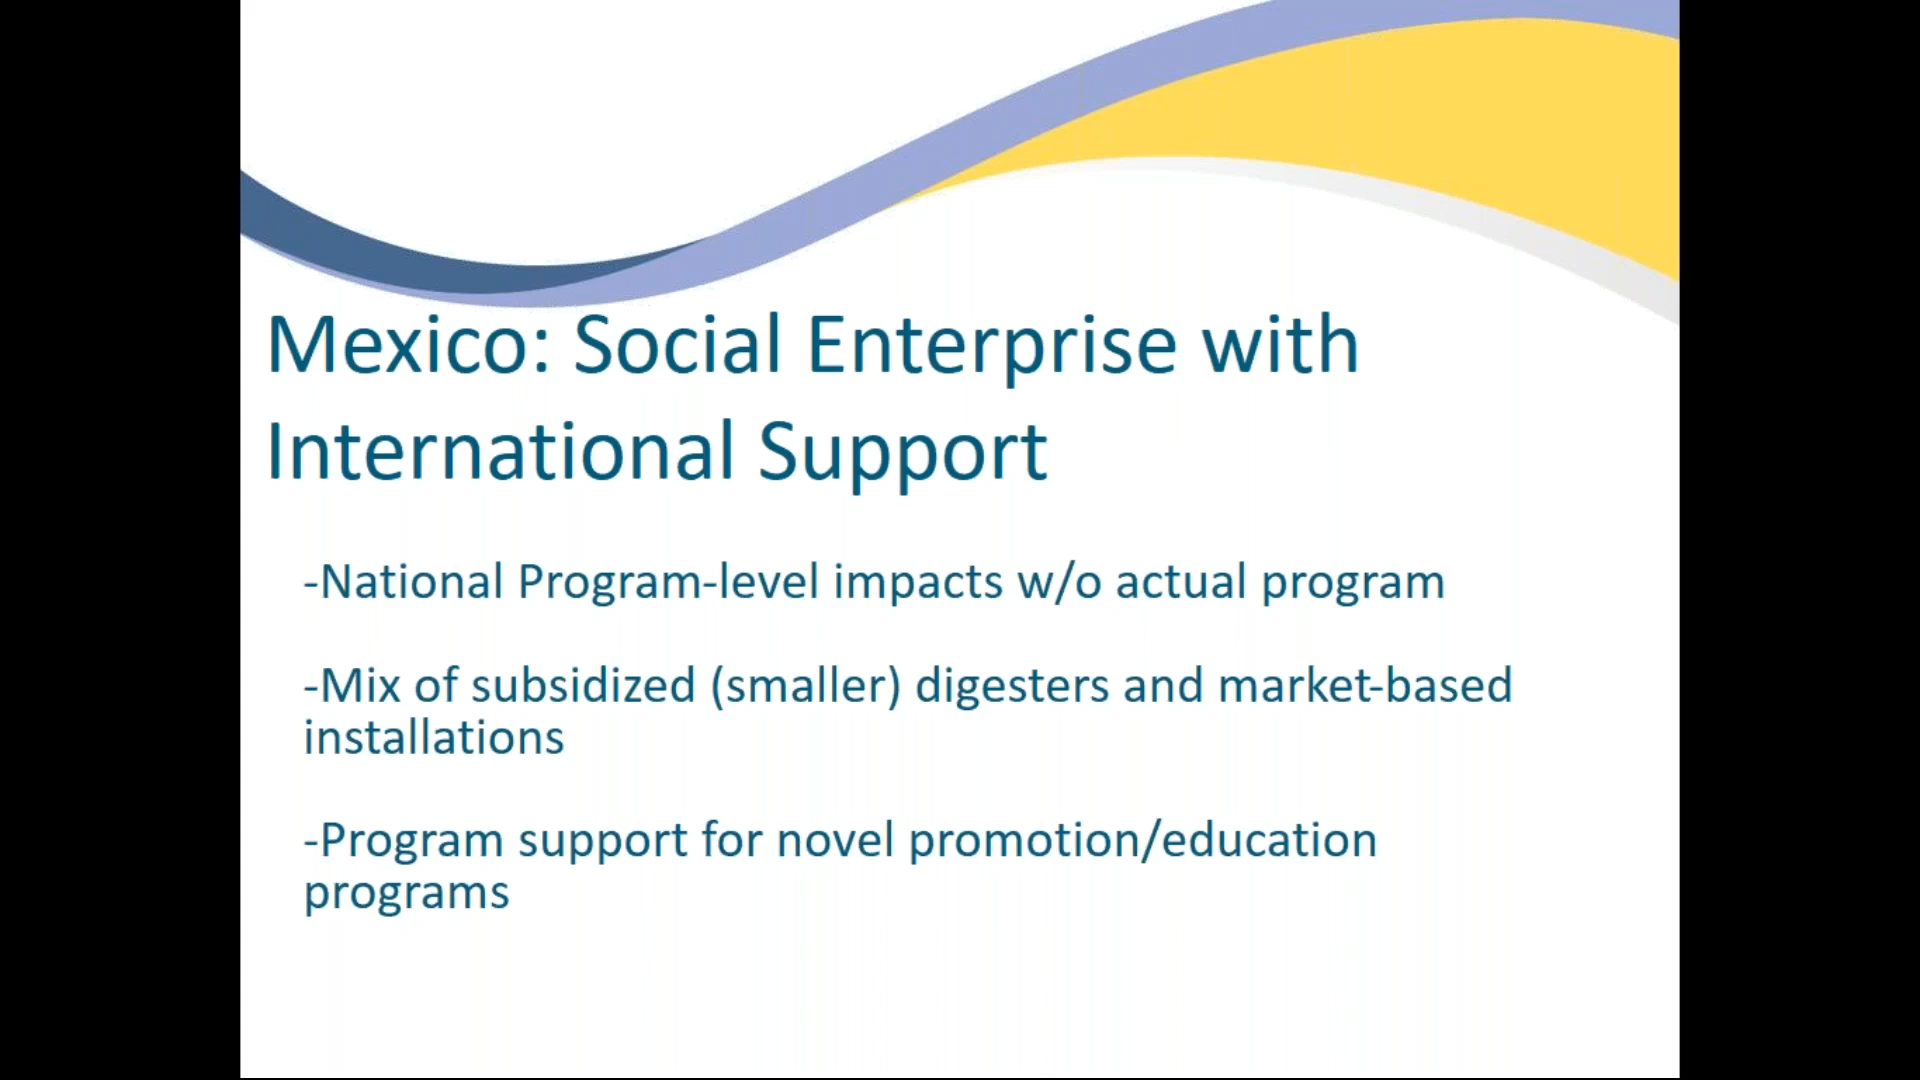 Mexico: Social Enterprise with
International Support
-National Program-level impacts w/o actual program
-Mix of subsidized (smaller) digesters and market-based
installations
-Program support for novel promotion/education
programs